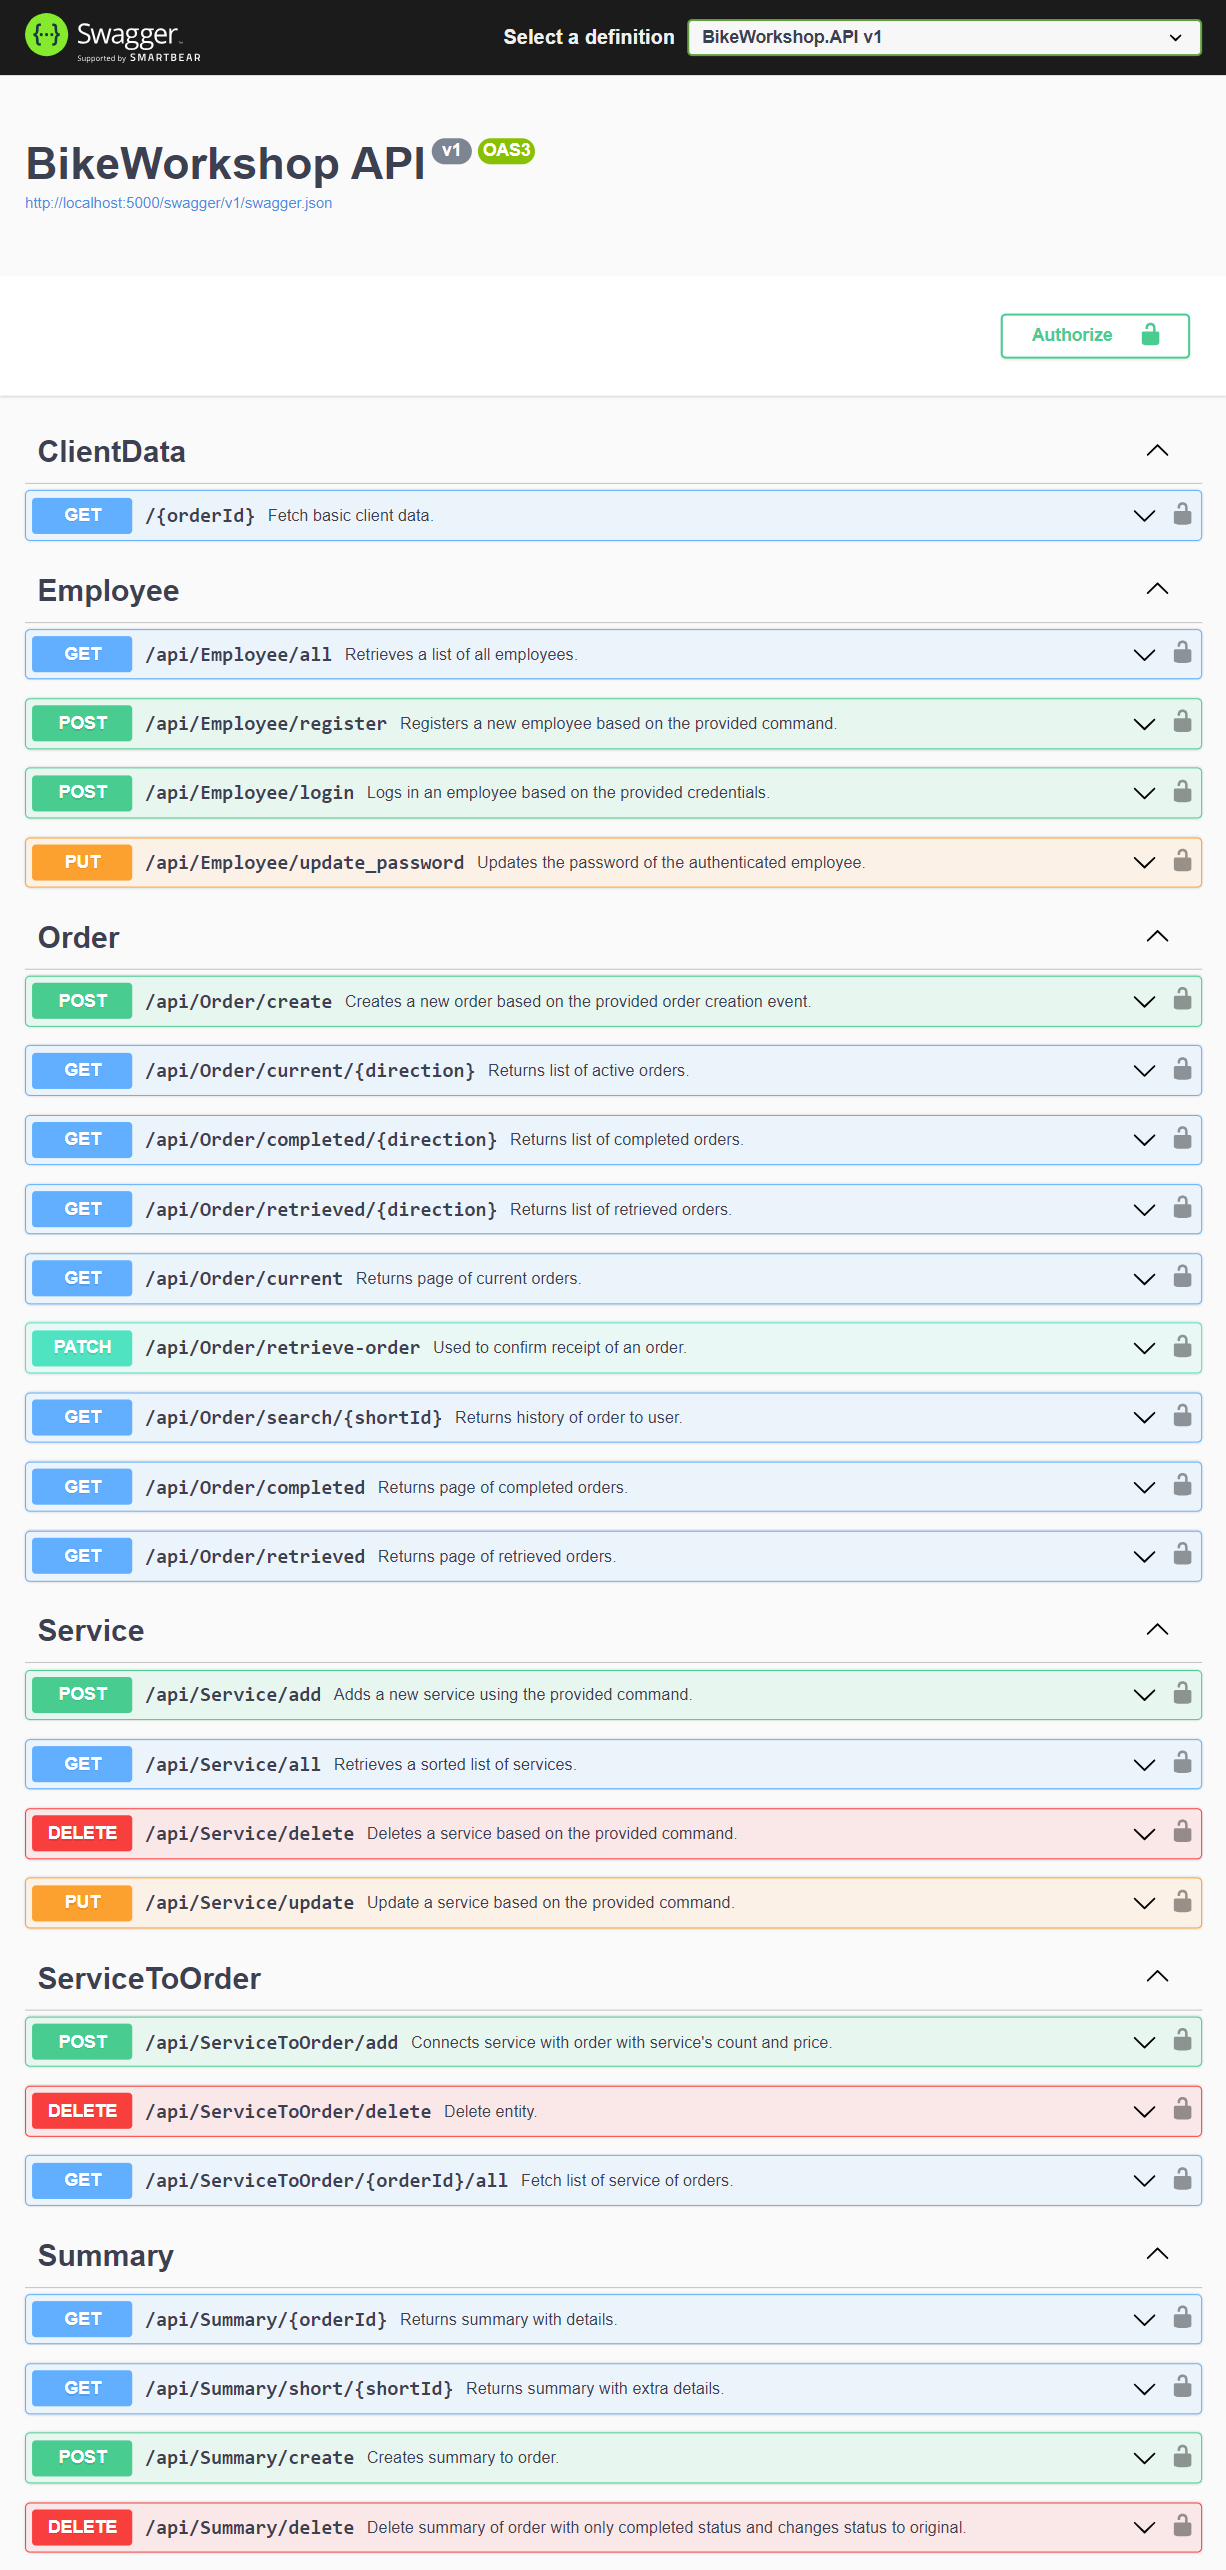 Swagger
Supported by SMARTBEAR
Select a definition
BikeWorkshop.API v1
BikeWorkshop API v1 OAS3
http://localhost:5000/swagger/v1/swagger.json
Authorize
ClientData
GET /{orderId} Fetch basic client data.
Employee
GET /api/Employee/all Retrieves a list of all employees.
POST /api/Employee/register Registers a new employee based on the provided command.
POST /api/Employee/login Logs in an employee based on the provided credentials.
PUT /api/Employee/update_password Updates the password of the authenticated employee.
Order
POST /api/Order/create Creates a new order based on the provided order creation event.
GET /api/Order/current/{direction} Returns list of active orders.
GET /api/Order/completed/{direction} Returns list of completed orders.
GET /api/Order/retrieved/{direction} Returns list of retrieved orders.
GET /api/Order/current Returns page of current orders.
PATCH /api/Order/retrieve-order Used to confirm receipt of an order.
GET /api/Order/search/{shortId} Returns history of order to user.
GET /api/Order/completed Returns page of completed orders.
GET /api/Order/retrieved Returns page of retrieved orders.
Service
POST /api/Service/add Adds a new service using the provided command.
GET /api/Service/all Retrieves a sorted list of services.
DELETE /api/Service/delete Deletes a service based on the provided command.
PUT /api/Service/update Update a service based on the provided command.
ServiceToOrder
POST /api/ServiceToOrder/add Connects service with order with service's count and price.
DELETE /api/ServiceToOrder/delete Delete entity.
GET /api/ServiceToOrder/{orderId}/all Fetch list of service of orders.
Summary
GET /api/Summary/{orderId} Returns summary with details.
GET /api/Summary/short/{shortId} Returns summary with extra details.
POST /api/Summary/create Creates summary to order.
DELETE /api/Summary/delete Delete summary of order with only completed status and changes status to original.